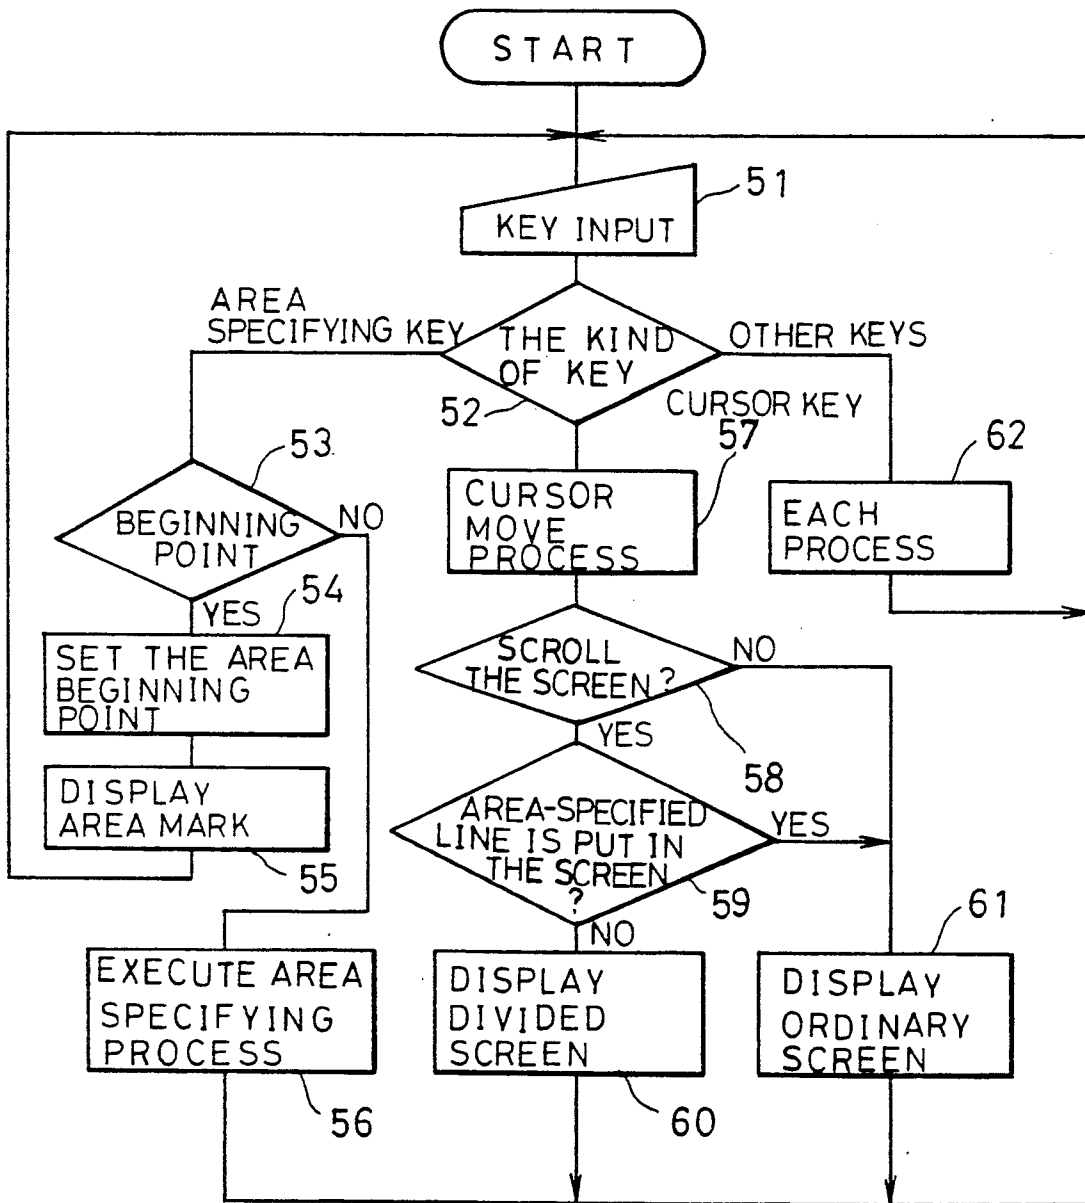 START
51
KEY INPUT
AREA
SPECIFYING KEY
THE KIND
OF KEY
OTHER KEYS
52
CURSOR KEY
53
57
62
BEGINNING
POINT
NO
CURSOR
MOVE
PROCESS
EACH
PROCESS
YES
54
SET THE AREA
BEGINNING
POINT
SCROLL
THE SCREEN?
NO
YES
58
DISPLAY
AREA MARK
55
AREA-SPECIFIED
LINE IS PUT IN
THE SCREEN
?
YES
59
NO
61
EXECUTE AREA
SPECIFYING
PROCESS
56
DISPLAY
DIVIDED
SCREEN
60
DISPLAY
ORDINARY
SCREEN